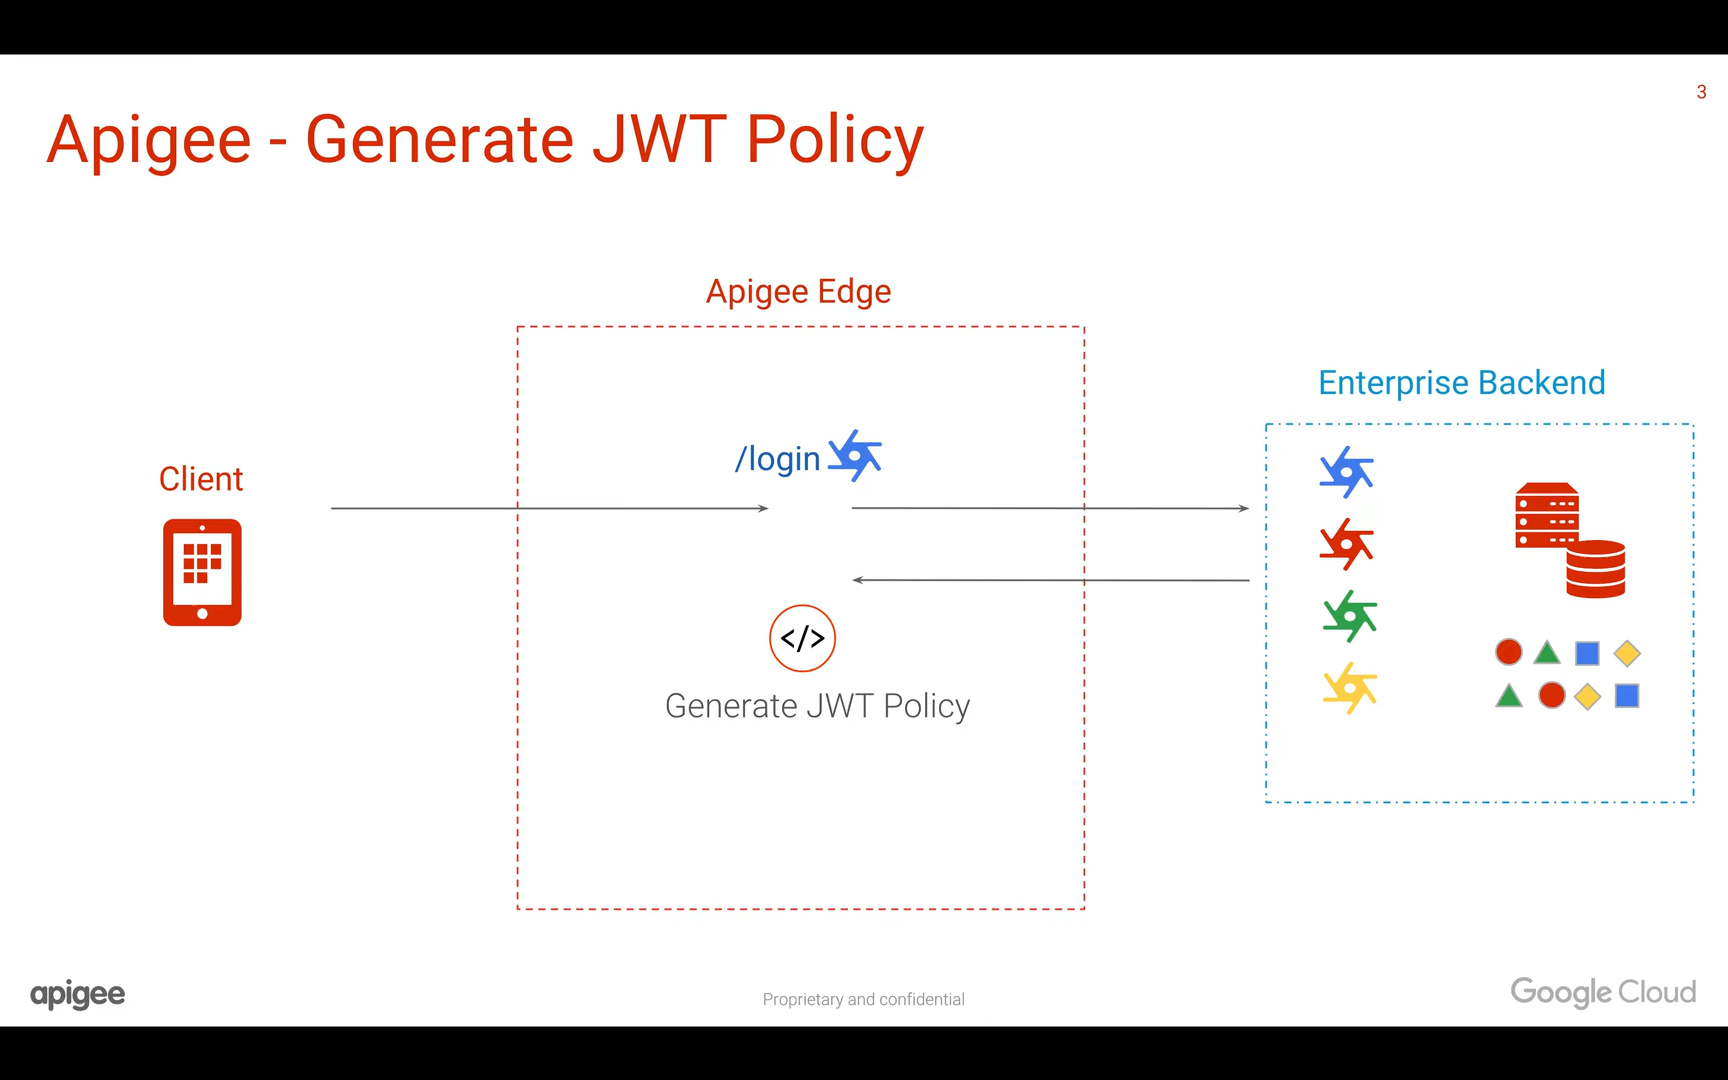 3
Apigee - Generate JWT Policy
Apigee Edge
Enterprise Backend
/login
Client
</>
Generate JWT Policy
apigee
Proprietary and confidential
Google Cloud